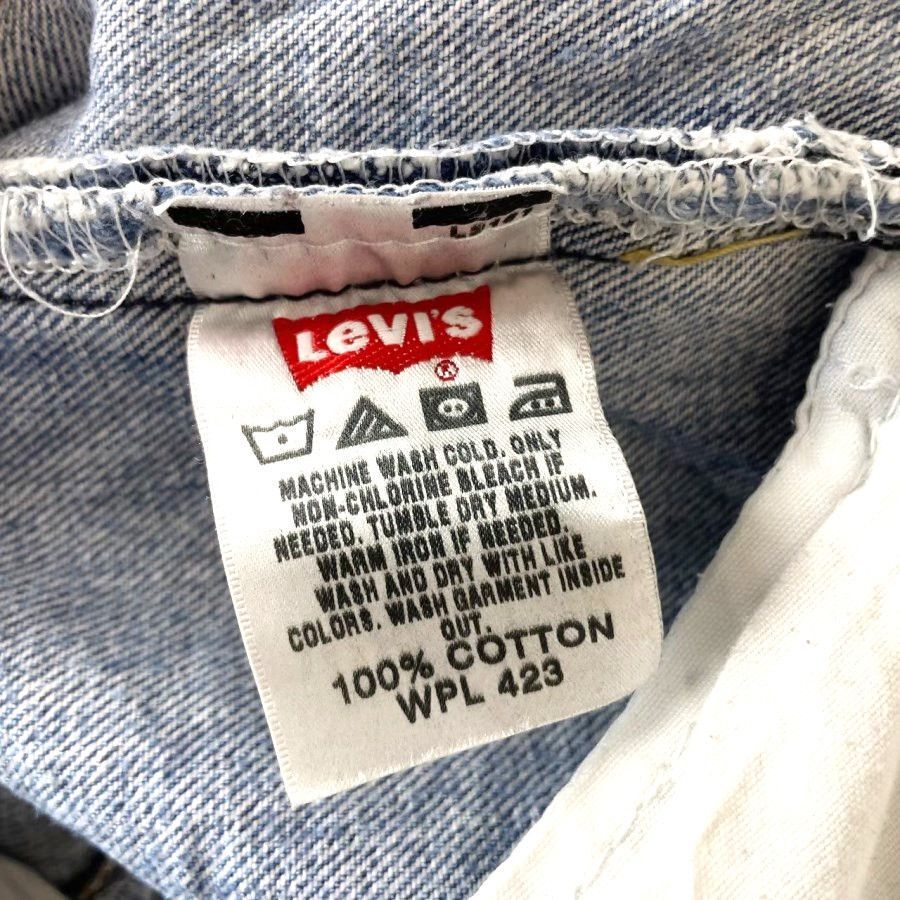 Levi's
®
MACHINE WASH COLD. ONLY
NON-CHLORINE BLEACH IF
NEEDED. TUMBLE DRY MEDIUM.
WARM IRON IF NEEDED.
WASH AND DRY WITH LIKE
COLORS. WASH GARMENT INSIDE
OUT.
100% COTTON
WPL 423